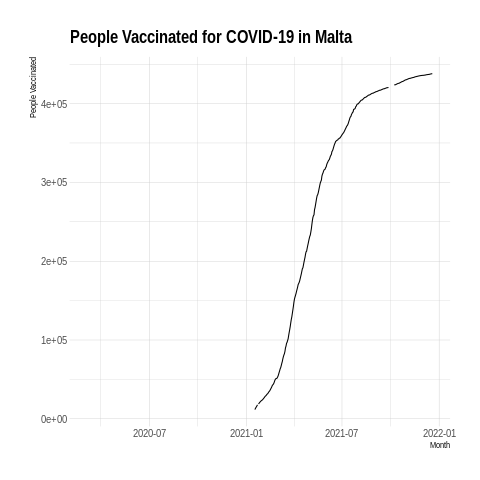 People Vaccinated for COVID-19 in Malta
People Vaccinated
4e+05
3e+05
2e+05
1e+05
0e+00
2020-07 2021-01 2021-07 2022-01
Month